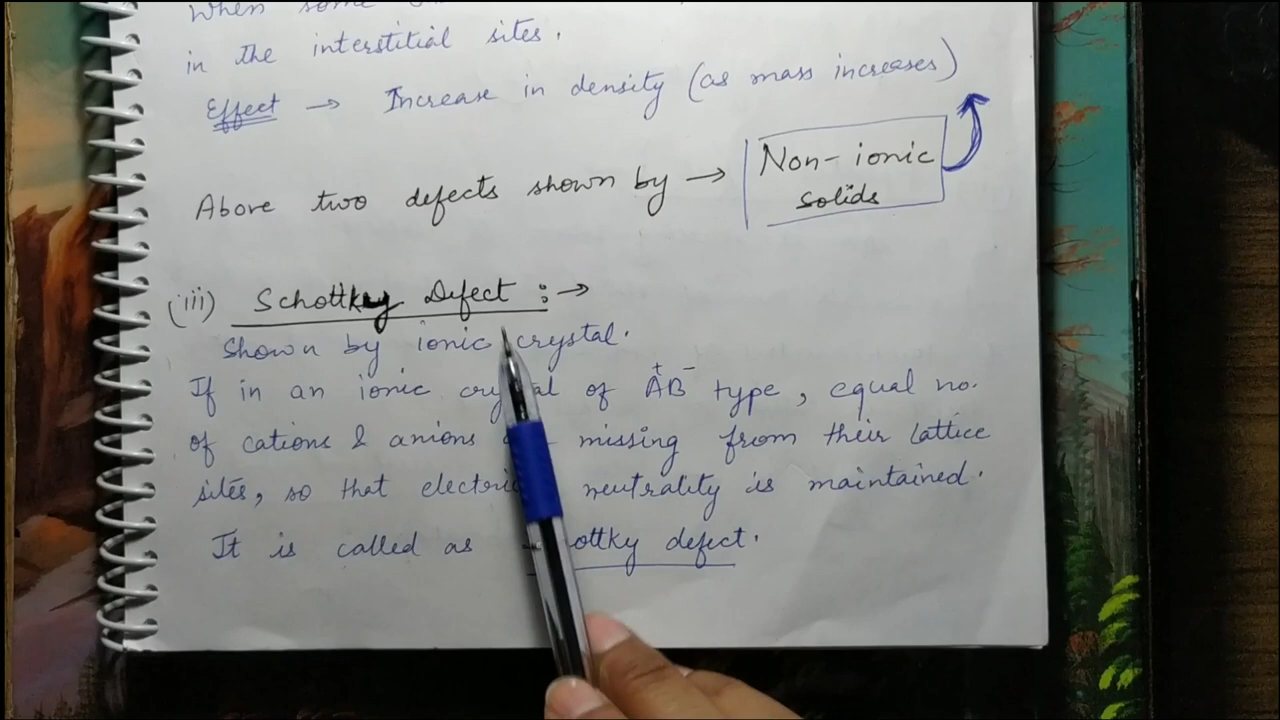 When some
in the interstitial sites.
Effect → Increase in density (as mass increases)
Above two defects shown by → Non-ionic solids
(iii) Schottky Defect :→
Shown by ionic crystal.
If in an ionic of A⁺B⁻ type, equal no.
of cations & anions missing from their lattice
sites, so that neutrality is maintained.
It is called as defect.